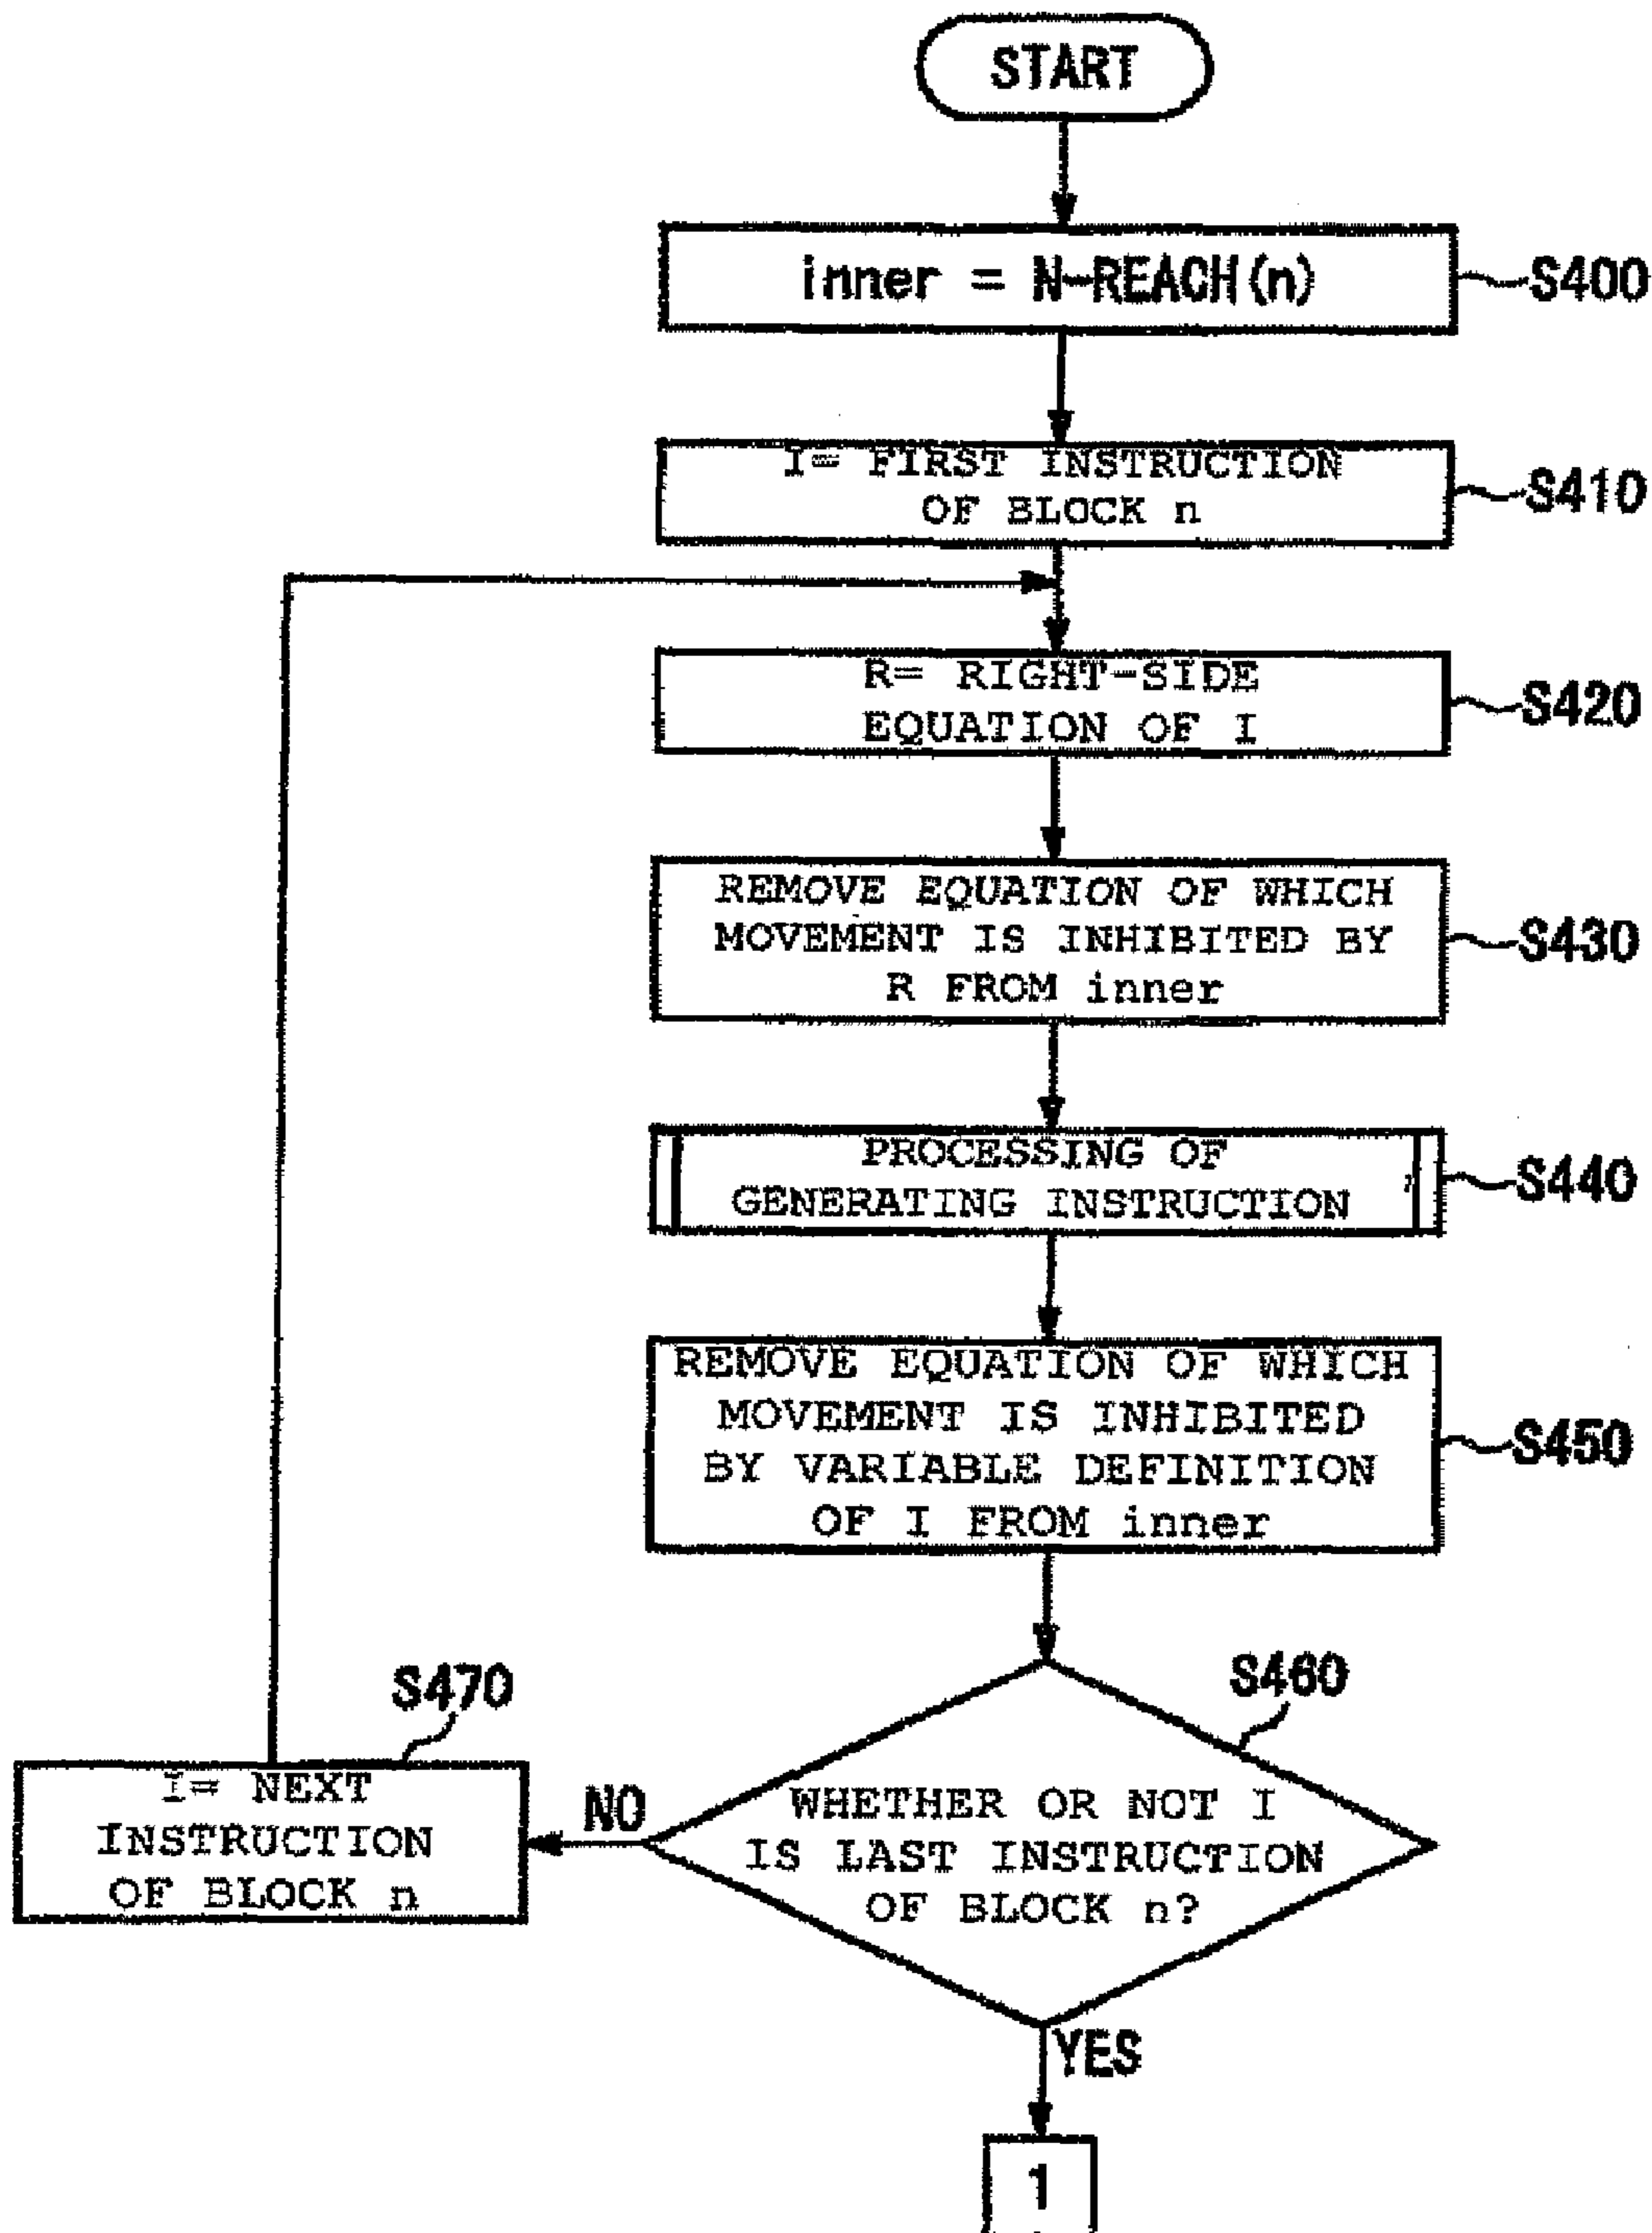 START
inner = N-REACH(n)
S400
I= FIRST INSTRUCTION
OF BLOCK n
S410
R= RIGHT-SIDE
EQUATION OF I
S420
REMOVE EQUATION OF WHICH
MOVEMENT IS INHIBITED BY
R FROM inner
S430
PROCESSING OF
GENERATING INSTRUCTION
S440
REMOVE EQUATION OF WHICH
MOVEMENT IS INHIBITED
BY VARIABLE DEFINITION
OF I FROM inner
S450
S460
WHETHER OR NOT I
IS LAST INSTRUCTION
OF BLOCK n?
NO
S470
I= NEXT
INSTRUCTION
OF BLOCK n
YES
1